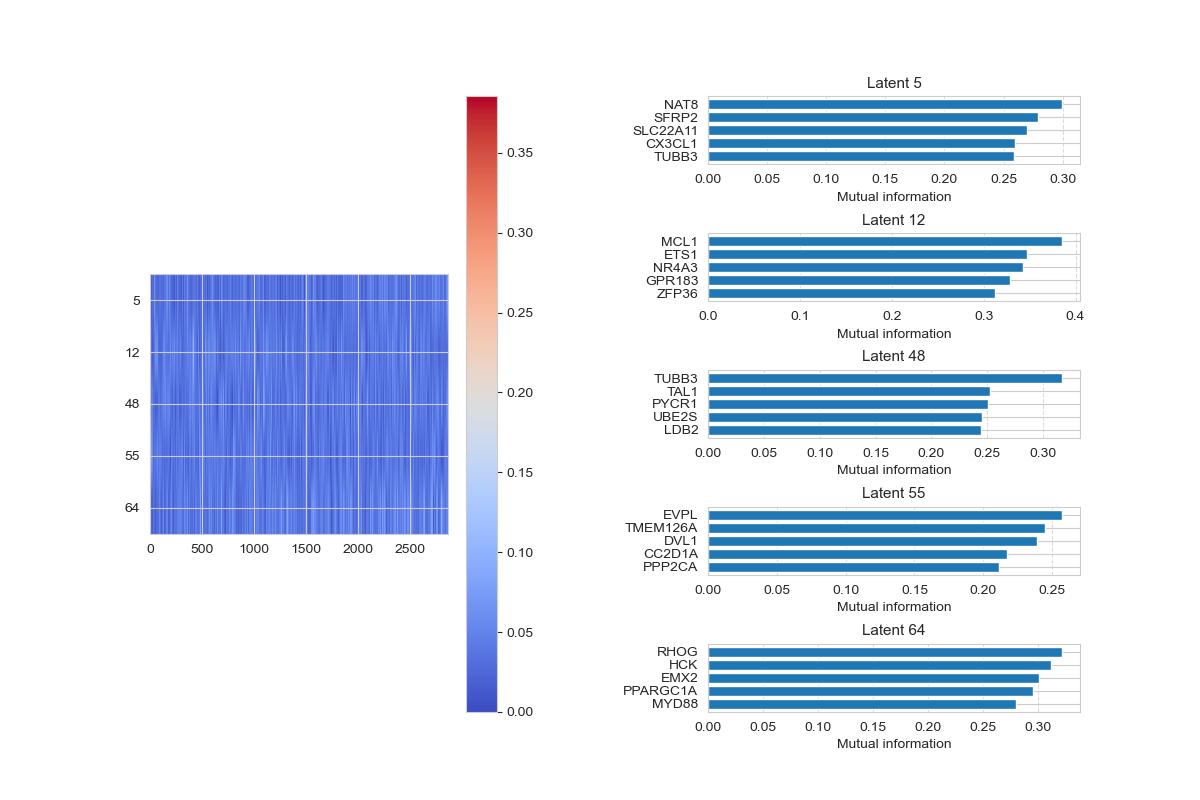 5
12
48
55
64
0 500 1000 1500 2000 2500
0.35
0.30
0.25
0.20
0.15
0.10
0.05
0.00
Latent 5
NAT8
SFRP2
SLC22A11
CX3CL1
TUBB3
0.00 0.05 0.10 0.15 0.20 0.25 0.30
Mutual information
Latent 12
MCL1
ETS1
NR4A3
GPR183
ZFP36
0.0 0.1 0.2 0.3 0.4
Mutual information
Latent 48
TUBB3
TAL1
PYCR1
UBE2S
LDB2
0.00 0.05 0.10 0.15 0.20 0.25 0.30
Mutual information
Latent 55
EVPL
TMEM126A
DVL1
CC2D1A
PPP2CA
0.00 0.05 0.10 0.15 0.20 0.25
Mutual information
Latent 64
RHOG
HCK
EMX2
PPARGC1A
MYD88
0.00 0.05 0.10 0.15 0.20 0.25 0.30
Mutual information